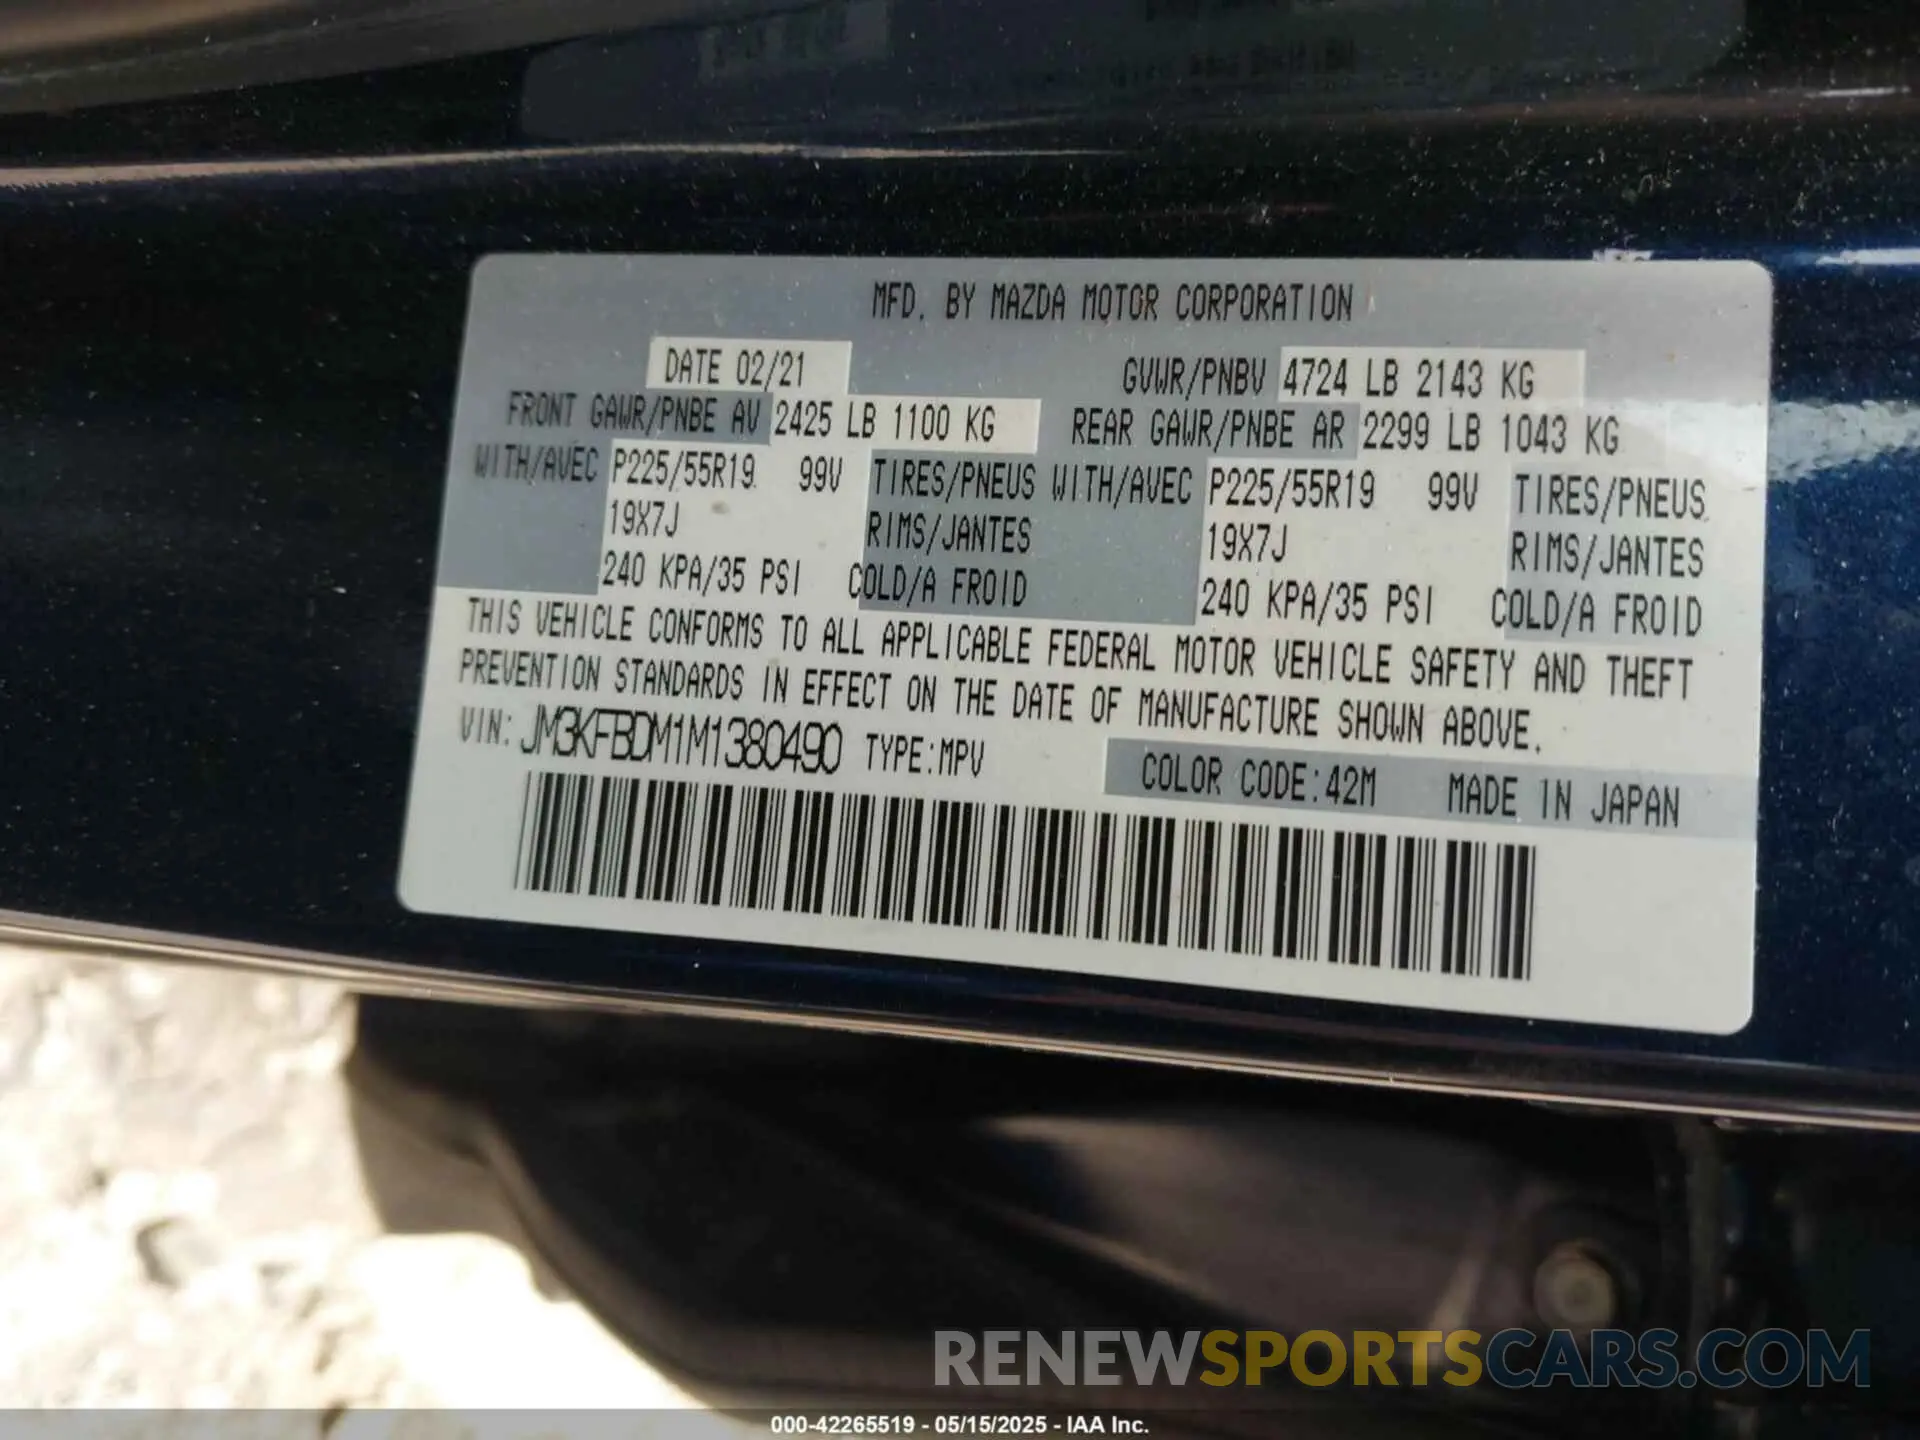 MFD. BY MAZDA MOTOR CORPORATION
DATE 02/21 GVWR/PNBV 4724 LB 2143 KG
FRONT GAWR/PNBE AV 2425 LB 1100 KG REAR GAWR/PNBE AR 2299 LB 1043 KG
WITH/AVEC P225/55R19 99V TIRES/PNEUS WITH/AVEC P225/55R19 99V TIRES/PNEUS
19X7J RIMS/JANTES 19X7J RIMS/JANTES
240 KPA/35 PSI COLD/A FROID 240 KPA/35 PSI COLD/A FROID
THIS VEHICLE CONFORMS TO ALL APPLICABLE FEDERAL MOTOR VEHICLE SAFETY AND THEFT
PREVENTION STANDARDS IN EFFECT ON THE DATE OF MANUFACTURE SHOWN ABOVE.
VIN: JM3KFBDM1M1380490 TYPE:MPV
COLOR CODE:42M MADE IN JAPAN
RENEWSPORTSCARS.COM
000-42265519 - 05/15/2025 - IAA Inc.